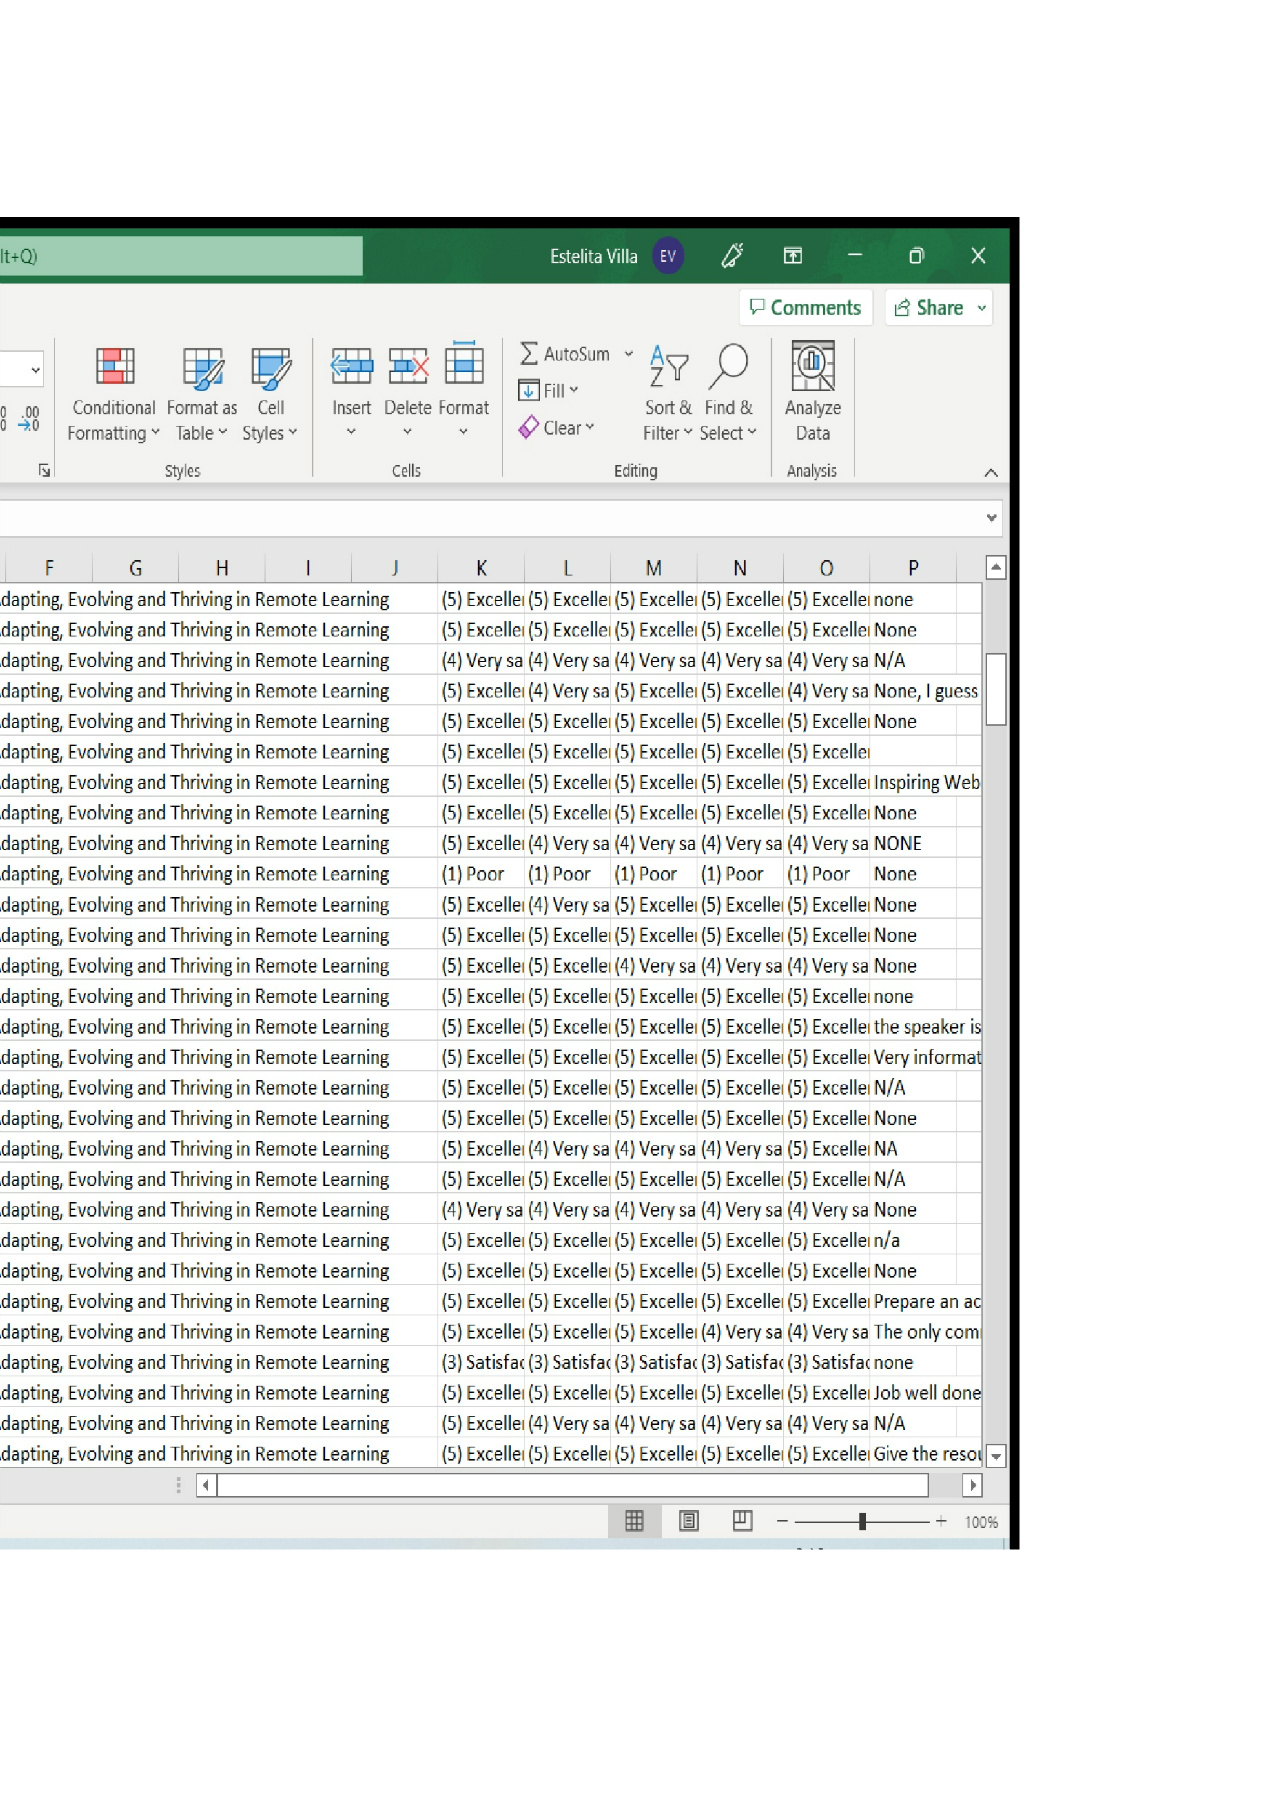 lt+Q) Estelita Villa EV
Comments Share
Conditional Formatting Format as Table Cell Styles Insert Delete Format AutoSum Fill Clear Sort & Filter Find & Select Analyze Data
Styles Cells Editing Analysis
F G H I J K L M N O P
dapting, Evolving and Thriving in Remote Learning (5) Excelle (5) Excelle (5) Excelle (5) Excelle (5) Excelle none
dapting, Evolving and Thriving in Remote Learning (5) Excelle (5) Excelle (5) Excelle (5) Excelle (5) Excelle None
dapting, Evolving and Thriving in Remote Learning (4) Very sa (4) Very sa (4) Very sa (4) Very sa (4) Very sa N/A
dapting, Evolving and Thriving in Remote Learning (5) Excelle (4) Very sa (5) Excelle (5) Excelle (4) Very sa None, I guess
dapting, Evolving and Thriving in Remote Learning (5) Excelle (5) Excelle (5) Excelle (5) Excelle (5) Excelle None
dapting, Evolving and Thriving in Remote Learning (5) Excelle (5) Excelle (5) Excelle (5) Excelle (5) Excelle
dapting, Evolving and Thriving in Remote Learning (5) Excelle (5) Excelle (5) Excelle (5) Excelle (5) Excelle Inspiring Web
dapting, Evolving and Thriving in Remote Learning (5) Excelle (5) Excelle (5) Excelle (5) Excelle (5) Excelle None
dapting, Evolving and Thriving in Remote Learning (5) Excelle (4) Very sa (4) Very sa (4) Very sa (4) Very sa NONE
dapting, Evolving and Thriving in Remote Learning (1) Poor (1) Poor (1) Poor (1) Poor (1) Poor None
dapting, Evolving and Thriving in Remote Learning (5) Excelle (4) Very sa (5) Excelle (5) Excelle (5) Excelle None
dapting, Evolving and Thriving in Remote Learning (5) Excelle (5) Excelle (5) Excelle (5) Excelle (5) Excelle None
dapting, Evolving and Thriving in Remote Learning (5) Excelle (5) Excelle (4) Very sa (4) Very sa (4) Very sa None
dapting, Evolving and Thriving in Remote Learning (5) Excelle (5) Excelle (5) Excelle (5) Excelle (5) Excelle none
dapting, Evolving and Thriving in Remote Learning (5) Excelle (5) Excelle (5) Excelle (5) Excelle (5) Excelle the speaker is
dapting, Evolving and Thriving in Remote Learning (5) Excelle (5) Excelle (5) Excelle (5) Excelle (5) Excelle Very informat
dapting, Evolving and Thriving in Remote Learning (5) Excelle (5) Excelle (5) Excelle (5) Excelle (5) Excelle N/A
dapting, Evolving and Thriving in Remote Learning (5) Excelle (5) Excelle (5) Excelle (5) Excelle (5) Excelle None
dapting, Evolving and Thriving in Remote Learning (5) Excelle (4) Very sa (4) Very sa (4) Very sa (5) Excelle NA
dapting, Evolving and Thriving in Remote Learning (5) Excelle (5) Excelle (5) Excelle (5) Excelle (5) Excelle N/A
dapting, Evolving and Thriving in Remote Learning (4) Very sa (4) Very sa (4) Very sa (4) Very sa (4) Very sa None
dapting, Evolving and Thriving in Remote Learning (5) Excelle (5) Excelle (5) Excelle (5) Excelle (5) Excelle n/a
dapting, Evolving and Thriving in Remote Learning (5) Excelle (5) Excelle (5) Excelle (5) Excelle (5) Excelle None
dapting, Evolving and Thriving in Remote Learning (5) Excelle (5) Excelle (5) Excelle (5) Excelle (5) Excelle Prepare an ac
dapting, Evolving and Thriving in Remote Learning (5) Excelle (5) Excelle (5) Excelle (4) Very sa (4) Very sa The only com
dapting, Evolving and Thriving in Remote Learning (3) Satisfac (3) Satisfac (3) Satisfac (3) Satisfac (3) Satisfac none
dapting, Evolving and Thriving in Remote Learning (5) Excelle (5) Excelle (5) Excelle (5) Excelle (5) Excelle Job well done
dapting, Evolving and Thriving in Remote Learning (5) Excelle (4) Very sa (4) Very sa (4) Very sa (4) Very sa N/A
dapting, Evolving and Thriving in Remote Learning (5) Excelle (5) Excelle (5) Excelle (5) Excelle (5) Excelle Give the resou
100%